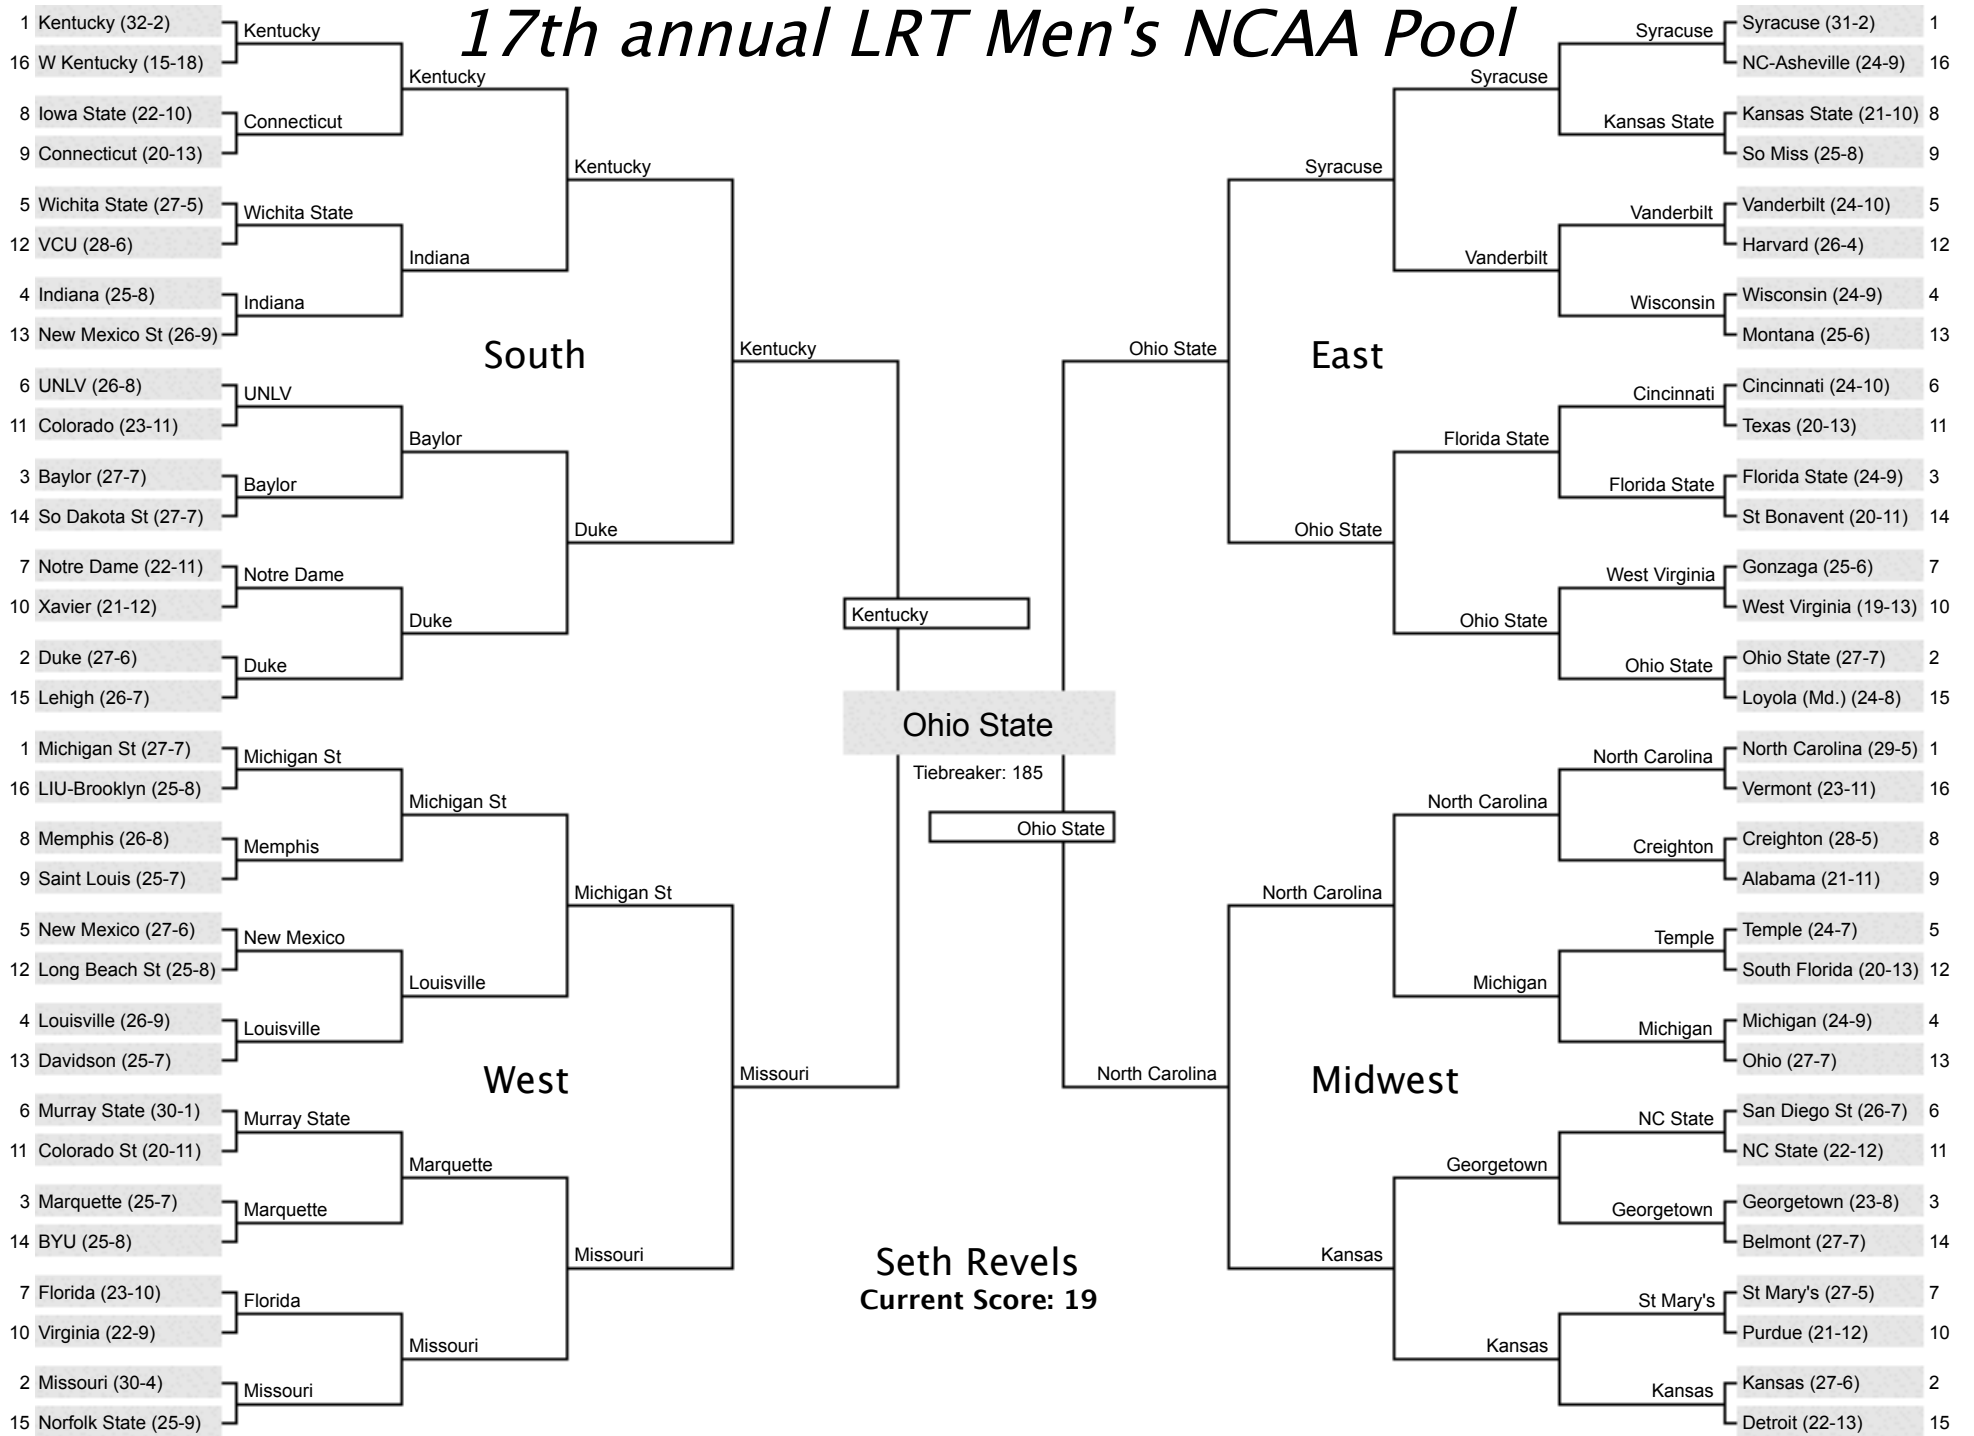 17th annual LRT Men's NCAA Pool
1 Kentucky (32-2)
16 W Kentucky (15-18)
8 Iowa State (22-10)
9 Connecticut (20-13)
5 Wichita State (27-5)
12 VCU (28-6)
4 Indiana (25-8)
13 New Mexico St (26-9)
6 UNLV (26-8)
11 Colorado (23-11)
3 Baylor (27-7)
14 So Dakota St (27-7)
7 Notre Dame (22-11)
10 Xavier (21-12)
2 Duke (27-6)
15 Lehigh (26-7)
Kentucky
Connecticut
Wichita State
Indiana
UNLV
Baylor
Notre Dame
Duke
Kentucky
Indiana
Baylor
Duke
Kentucky
Duke
South
Kentucky
1 Michigan St (27-7)
16 LIU-Brooklyn (25-8)
8 Memphis (26-8)
9 Saint Louis (25-7)
5 New Mexico (27-6)
12 Long Beach St (25-8)
4 Louisville (26-9)
13 Davidson (25-7)
6 Murray State (30-1)
11 Colorado St (20-11)
3 Marquette (25-7)
14 BYU (25-8)
7 Florida (23-10)
10 Virginia (22-9)
2 Missouri (30-4)
15 Norfolk State (25-9)
Michigan St
Memphis
New Mexico
Louisville
Murray State
Marquette
Florida
Missouri
Michigan St
Louisville
Marquette
Missouri
Michigan St
Missouri
West
Missouri
Kentucky
Ohio State
Tiebreaker: 185
Ohio State
Seth Revels
Current Score: 19
Syracuse (31-2) 1
NC-Asheville (24-9) 16
Kansas State (21-10) 8
So Miss (25-8) 9
Vanderbilt (24-10) 5
Harvard (26-4) 12
Wisconsin (24-9) 4
Montana (25-6) 13
Cincinnati (24-10) 6
Texas (20-13) 11
Florida State (24-9) 3
St Bonavent (20-11) 14
Gonzaga (25-6) 7
West Virginia (19-13) 10
Ohio State (27-7) 2
Loyola (Md.) (24-8) 15
Syracuse
Kansas State
Vanderbilt
Wisconsin
Cincinnati
Florida State
West Virginia
Ohio State
Syracuse
Vanderbilt
Florida State
Ohio State
Syracuse
Ohio State
East
Ohio State
North Carolina (29-5) 1
Vermont (23-11) 16
Creighton (28-5) 8
Alabama (21-11) 9
Temple (24-7) 5
South Florida (20-13) 12
Michigan (24-9) 4
Ohio (27-7) 13
San Diego St (26-7) 6
NC State (22-12) 11
Georgetown (23-8) 3
Belmont (27-7) 14
St Mary's (27-5) 7
Purdue (21-12) 10
Kansas (27-6) 2
Detroit (22-13) 15
North Carolina
Creighton
Temple
Michigan
NC State
Georgetown
St Mary's
Kansas
North Carolina
Michigan
Georgetown
Kansas
North Carolina
Kansas
Midwest
North Carolina